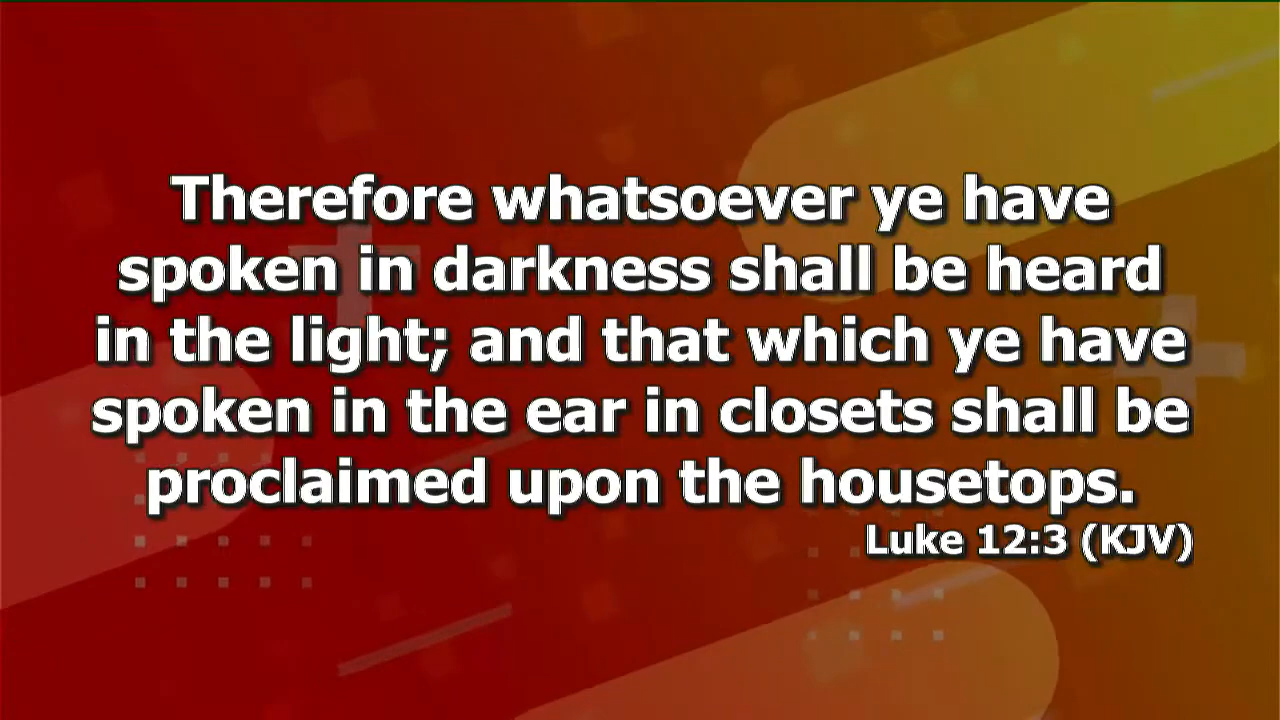 Therefore whatsoever ye have
spoken in darkness shall be heard
in the light; and that which ye have
spoken in the ear in closets shall be
proclaimed upon the housetops.
Luke 12:3 (KJV)